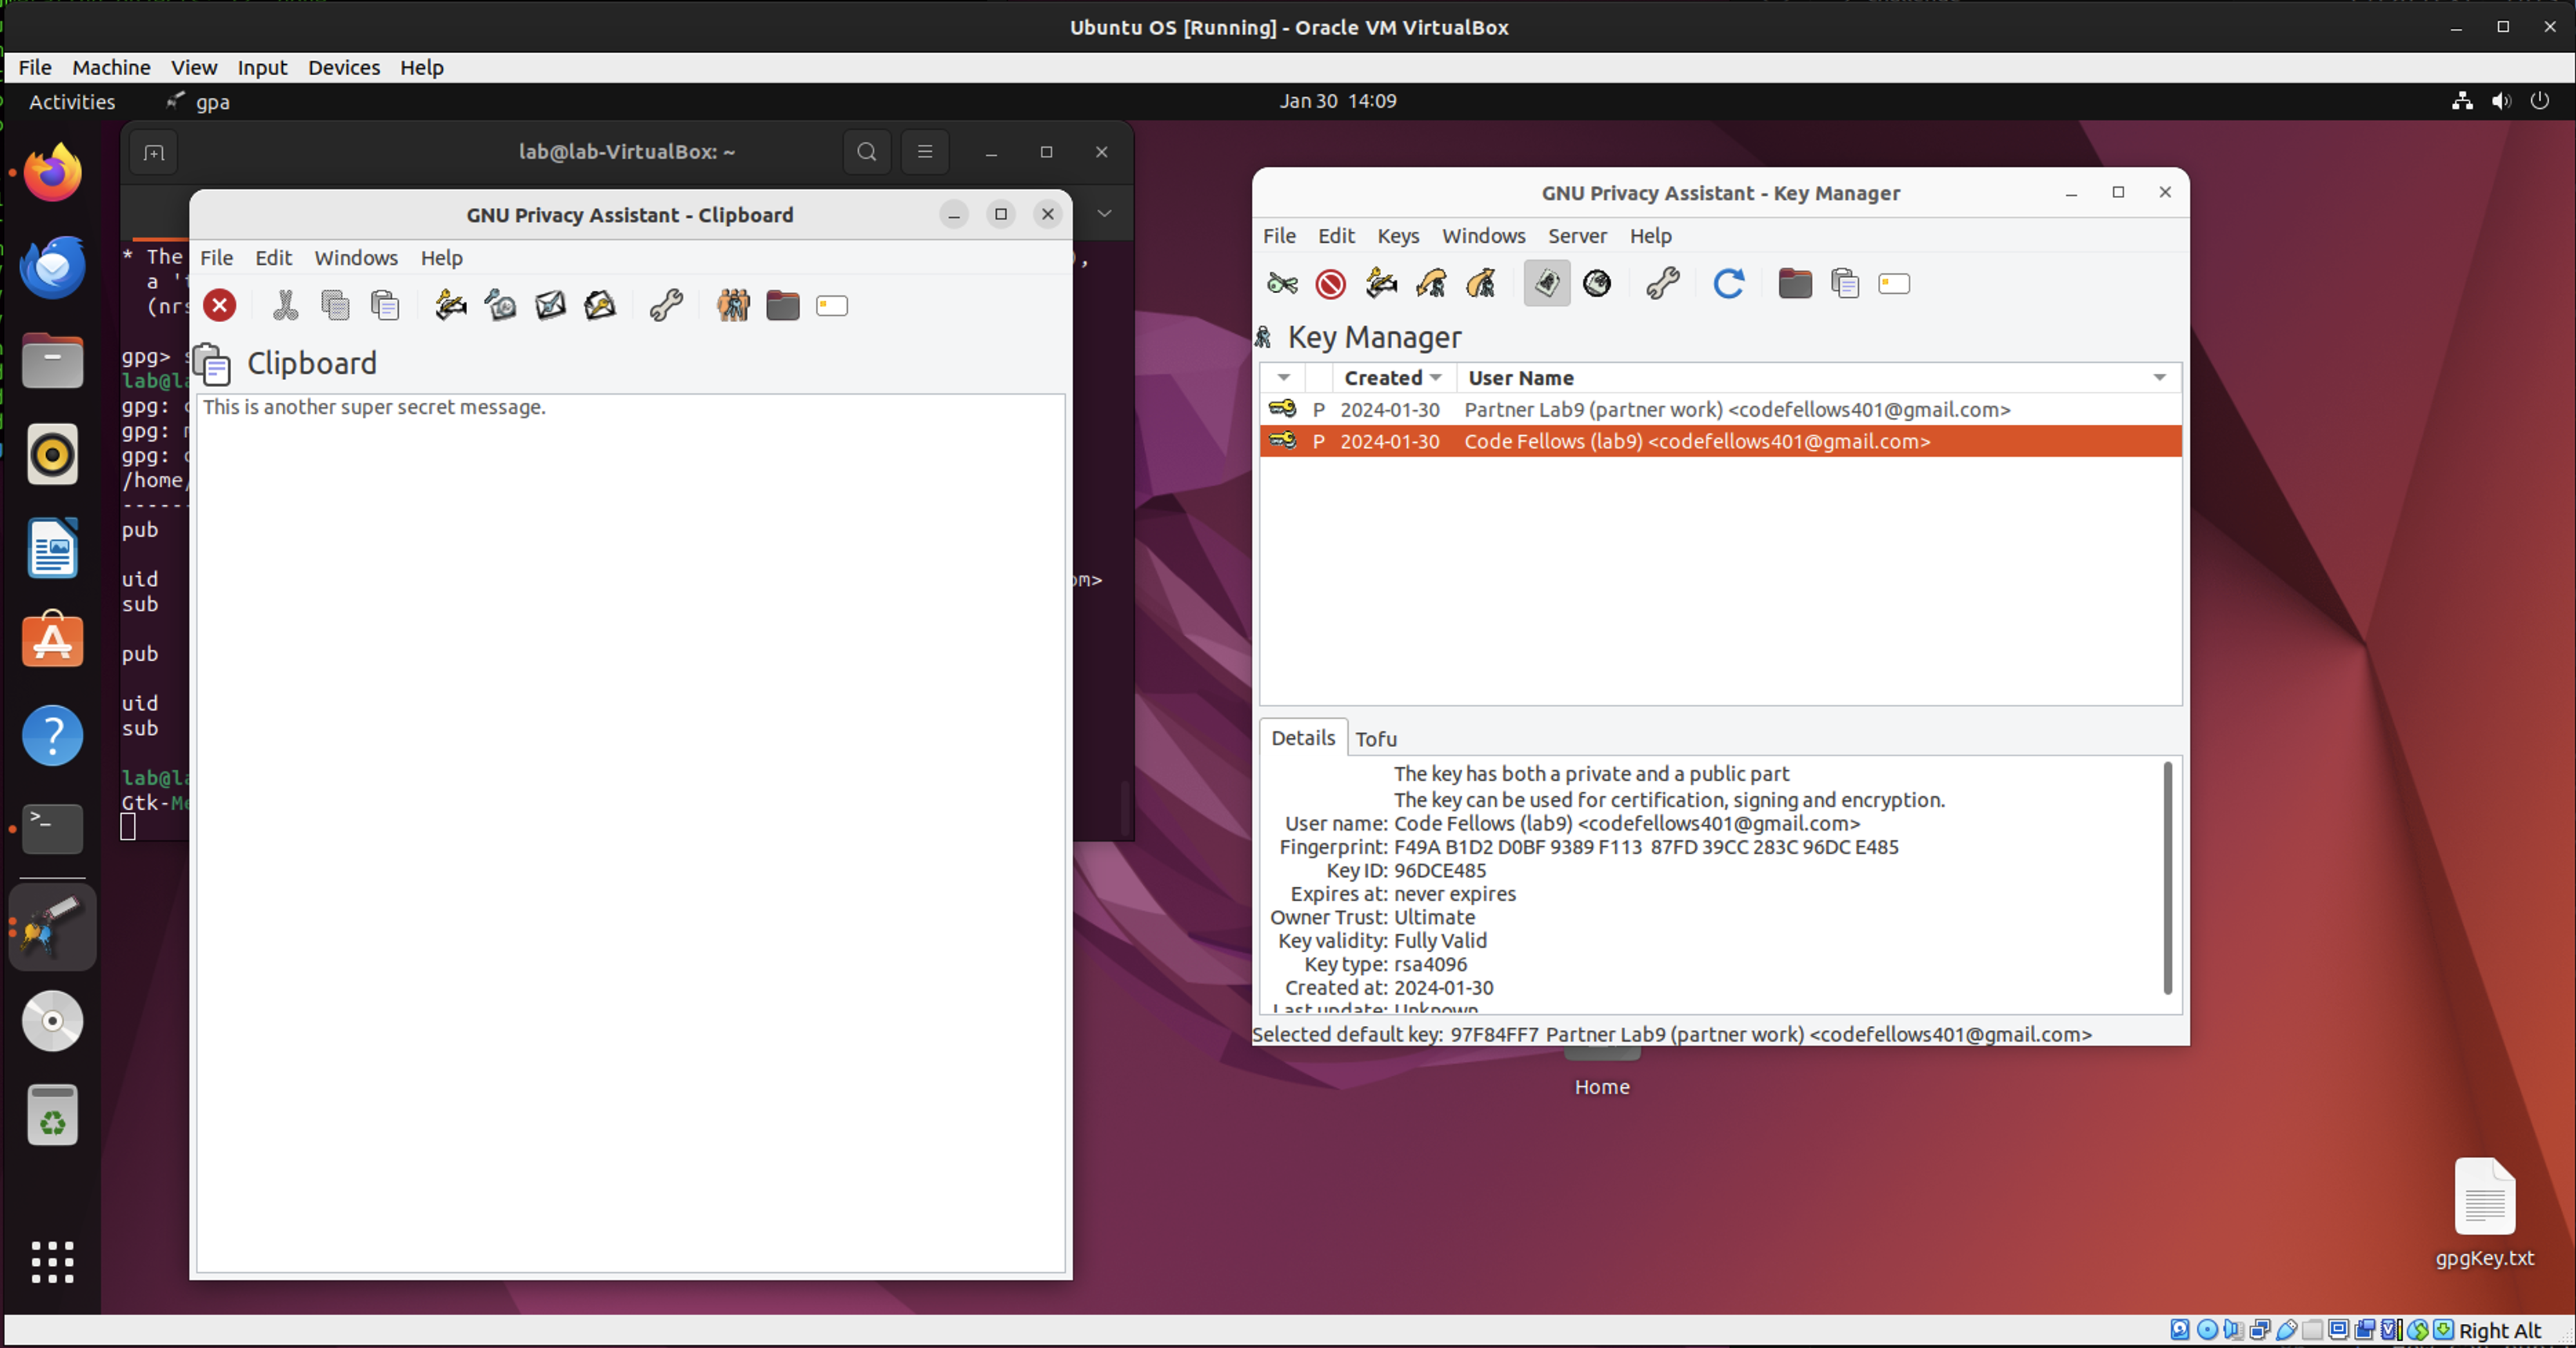 Ubuntu OS [Running] - Oracle VM VirtualBox
File Machine View Input Devices Help
Activities gpa Jan 30 14:09
lab@lab-VirtualBox: ~
* The
a '
(nrs
gpg>
lab@l
gpg:
gpg:
gpg:
/home/
------
pub
uid om>
sub
pub
uid
sub
lab@l
Gtk-Me
GNU Privacy Assistant - Clipboard
File Edit Windows Help
Clipboard
This is another super secret message.
GNU Privacy Assistant - Key Manager
File Edit Keys Windows Server Help
Key Manager
Created User Name
P 2024-01-30 Partner Lab9 (partner work) <codefellows401@gmail.com>
P 2024-01-30 Code Fellows (lab9) <codefellows401@gmail.com>
Details Tofu
The key has both a private and a public part
The key can be used for certification, signing and encryption.
User name: Code Fellows (lab9) <codefellows401@gmail.com>
Fingerprint: F49A B1D2 D0BF 9389 F113 87FD 39CC 283C 96DC E485
Key ID: 96DCE485
Expires at: never expires
Owner Trust: Ultimate
Key validity: Fully Valid
Key type: rsa4096
Created at: 2024-01-30
Last update: Unknown
Selected default key: 97F84FF7 Partner Lab9 (partner work) <codefellows401@gmail.com>
Home
gpgKey.txt
Right Alt